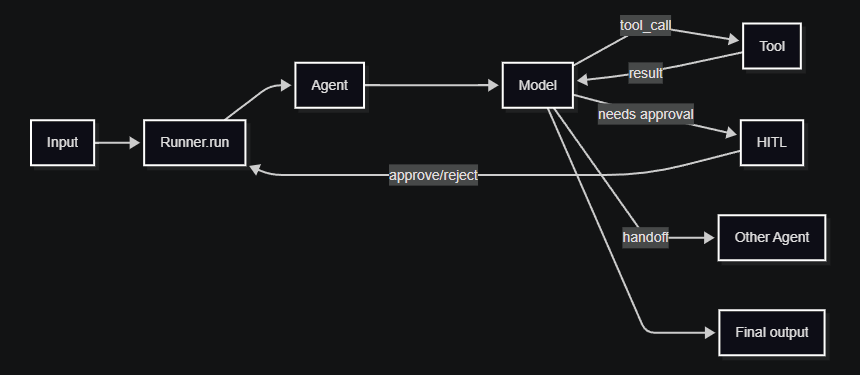 tool_call
Tool
result
Agent
Model
needs approval
Input
Runner.run
HITL
approve/reject
handoff
Other Agent
Final output